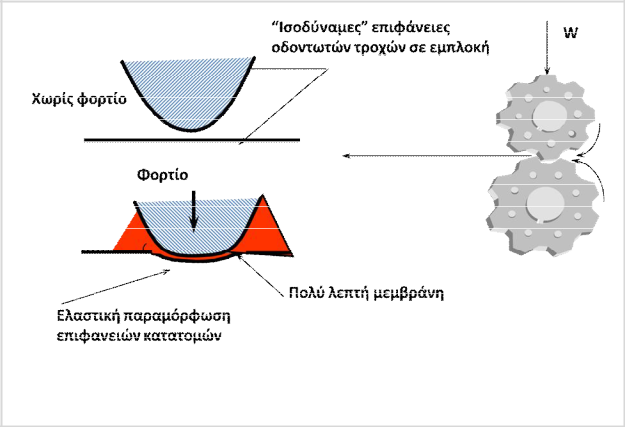 “Ισοδύναμες” επιφάνειες
οδοντωτών τροχών σε εμπλοκή
W
Χωρίς φορτίο
Φορτίο
Πολύ λεπτή μεμβράνη
Ελαστική παραμόρφωση
επιφανειών κατατομών